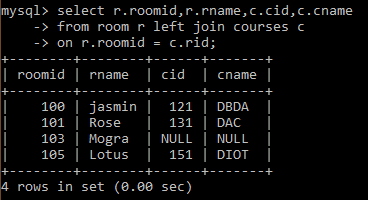 mysql> select r.roomid,r.rname,c.cid,c.cname
    -> from room r left join courses c
    -> on r.roomid = c.rid;
+--------+--------+------+-------+
| roomid | rname  | cid  | cname |
+--------+--------+------+-------+
|    100 | jasmin |  121 | DBDA  |
|    101 | Rose   |  131 | DAC   |
|    103 | Mogra  | NULL | NULL  |
|    105 | Lotus  |  151 | DIOT  |
+--------+--------+------+-------+
4 rows in set (0.00 sec)